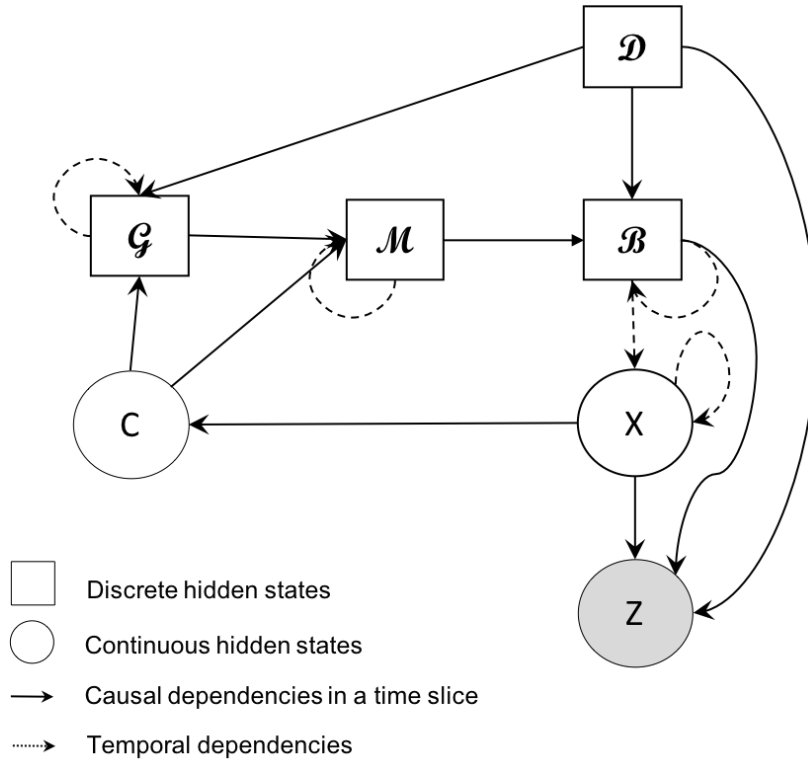 𝓓
𝓖
𝓜
𝓑
C
X
Z
Discrete hidden states
Continuous hidden states
Causal dependencies in a time slice
Temporal dependencies